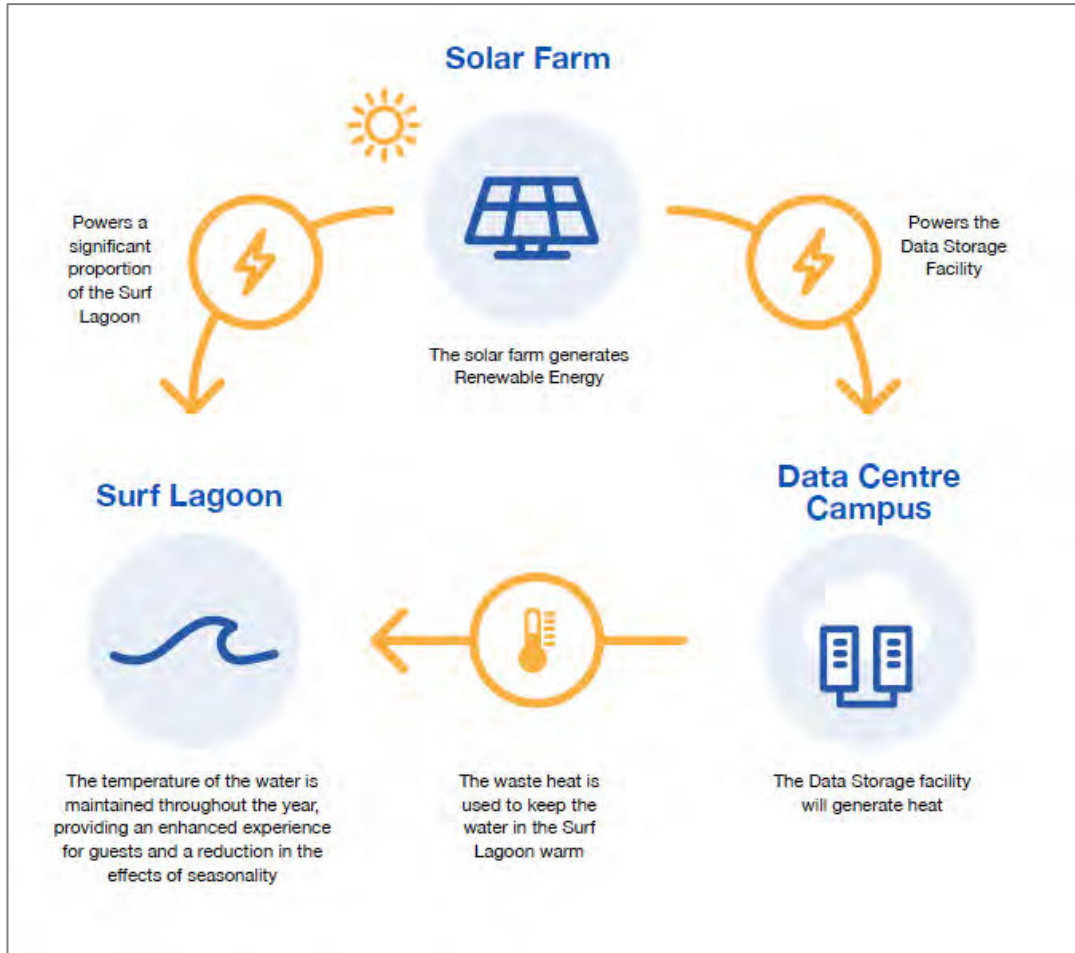 Solar Farm
Powers a
significant
proportion
of the Surf
Lagoon
Powers the
Data Storage
Facility
The solar farm generates
Renewable Energy
Surf Lagoon
Data Centre
Campus
The temperature of the water is
maintained throughout the year,
providing an enhanced experience
for guests and a reduction in the
effects of seasonality
The waste heat is
used to keep the
water in the Surf
Lagoon warm
The Data Storage facility
will generate heat